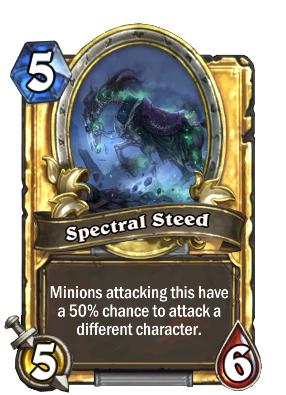 5
Spectral Steed
Minions attacking this have
a 50% chance to attack a
different character.
5
6